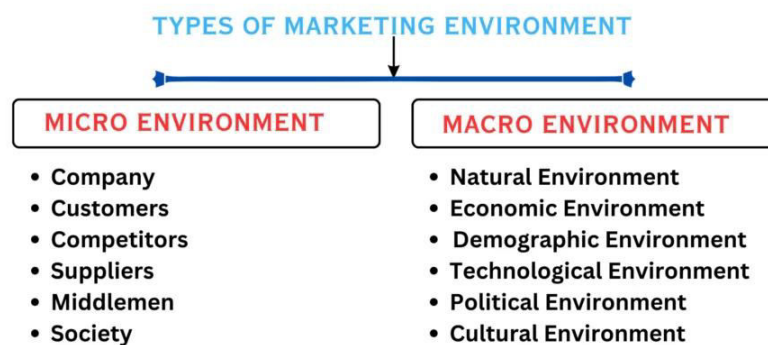 TYPES OF MARKETING ENVIRONMENT
MICRO ENVIRONMENT
• Company
• Customers
• Competitors
• Suppliers
• Middlemen
• Society
MACRO ENVIRONMENT
• Natural Environment
• Economic Environment
• Demographic Environment
• Technological Environment
• Political Environment
• Cultural Environment